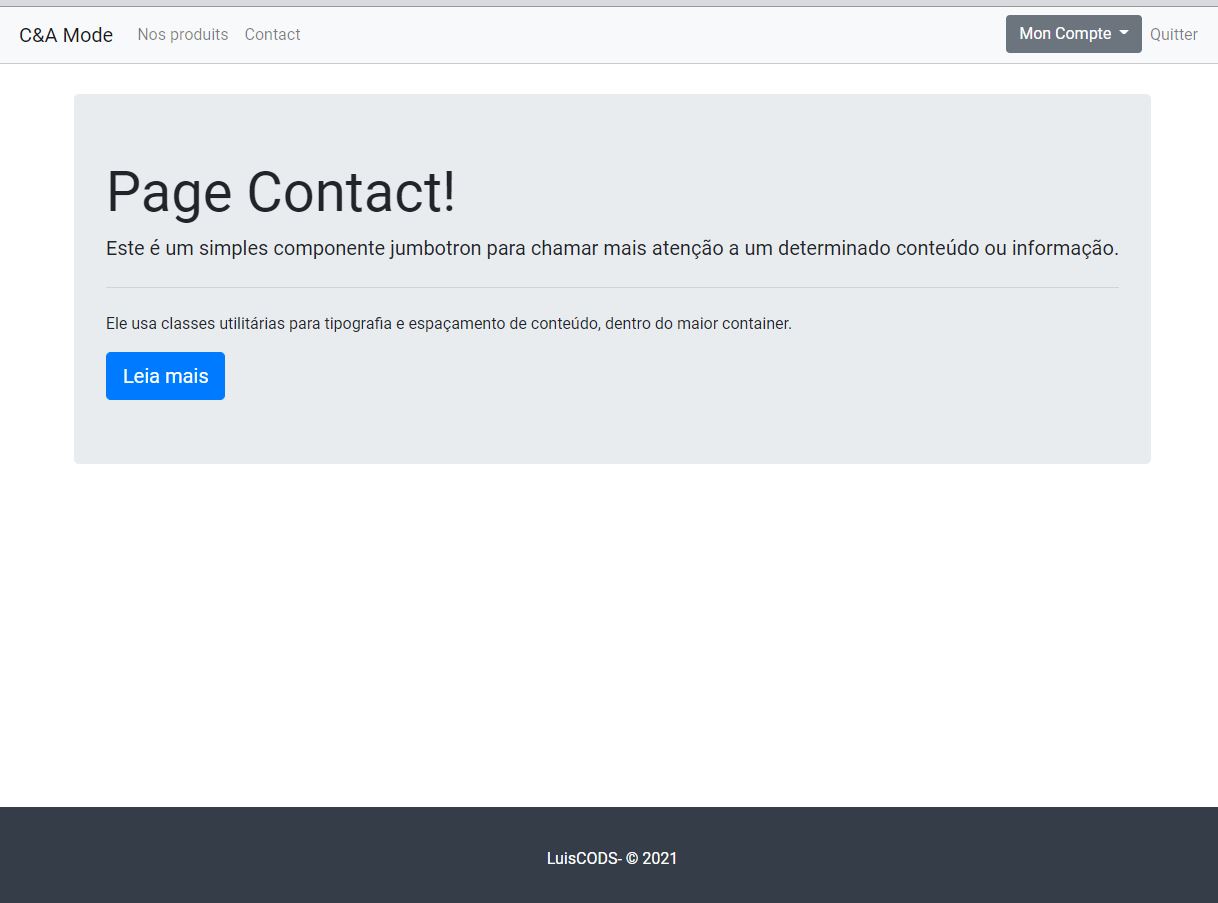 C&A Mode Nos produits Contact Mon Compte Quitter
Page Contact!
Este é um simples componente jumbotron para chamar mais atenção a um determinado conteúdo ou informação.
Ele usa classes utilitárias para tipografia e espaçamento de conteúdo, dentro do maior container.
Leia mais
LuisCODS- © 2021